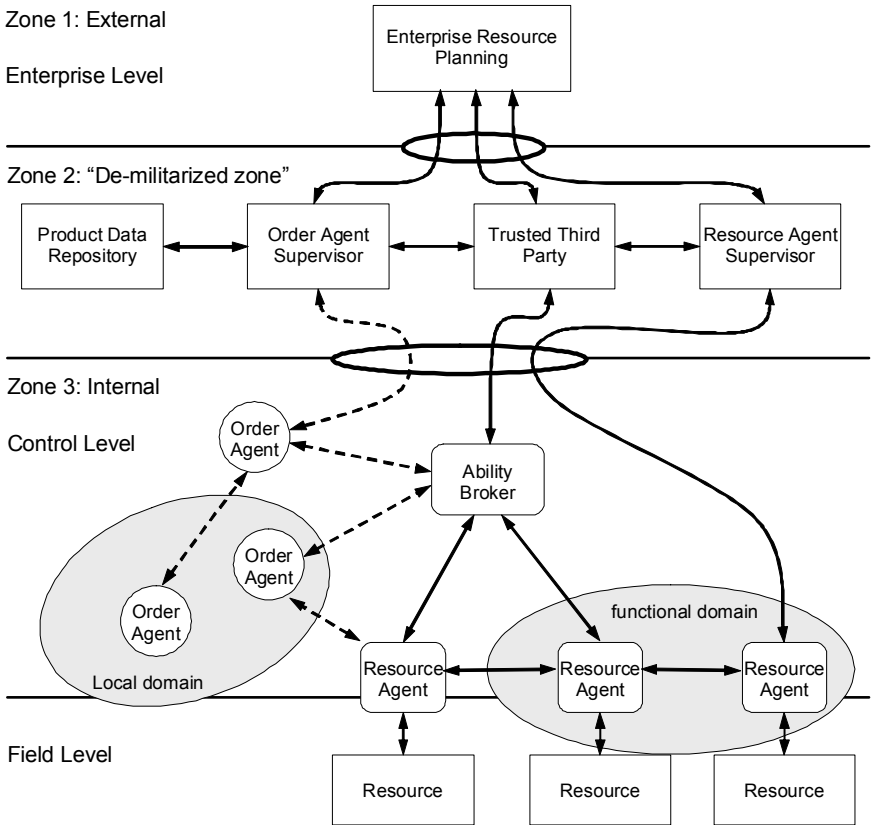 Zone 1: External
Enterprise Level
Enterprise Resource
Planning
Zone 2: “De-militarized zone”
Product Data
Repository
Order Agent
Supervisor
Trusted Third
Party
Resource Agent
Supervisor
Zone 3: Internal
Control Level
Order
Agent
Ability
Broker
Order
Agent
Order
Agent
Local domain
functional domain
Resource
Agent
Resource
Agent
Resource
Agent
Field Level
Resource
Resource
Resource